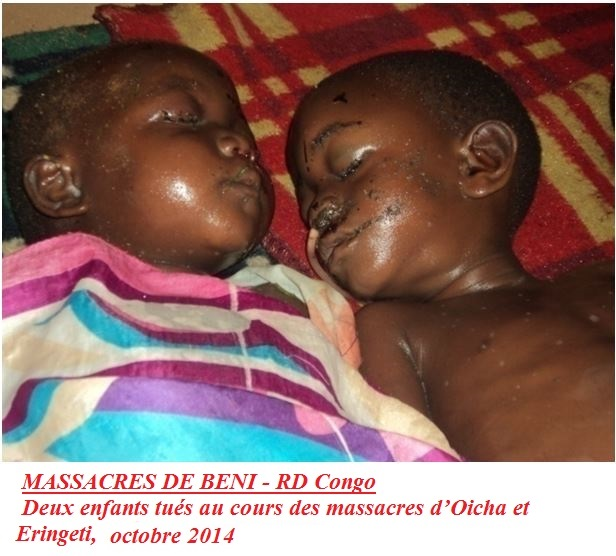 MASSACRES DE BENI - RD Congo
Deux enfants tués au cours des massacres d’Oicha et
Eringeti, octobre 2014